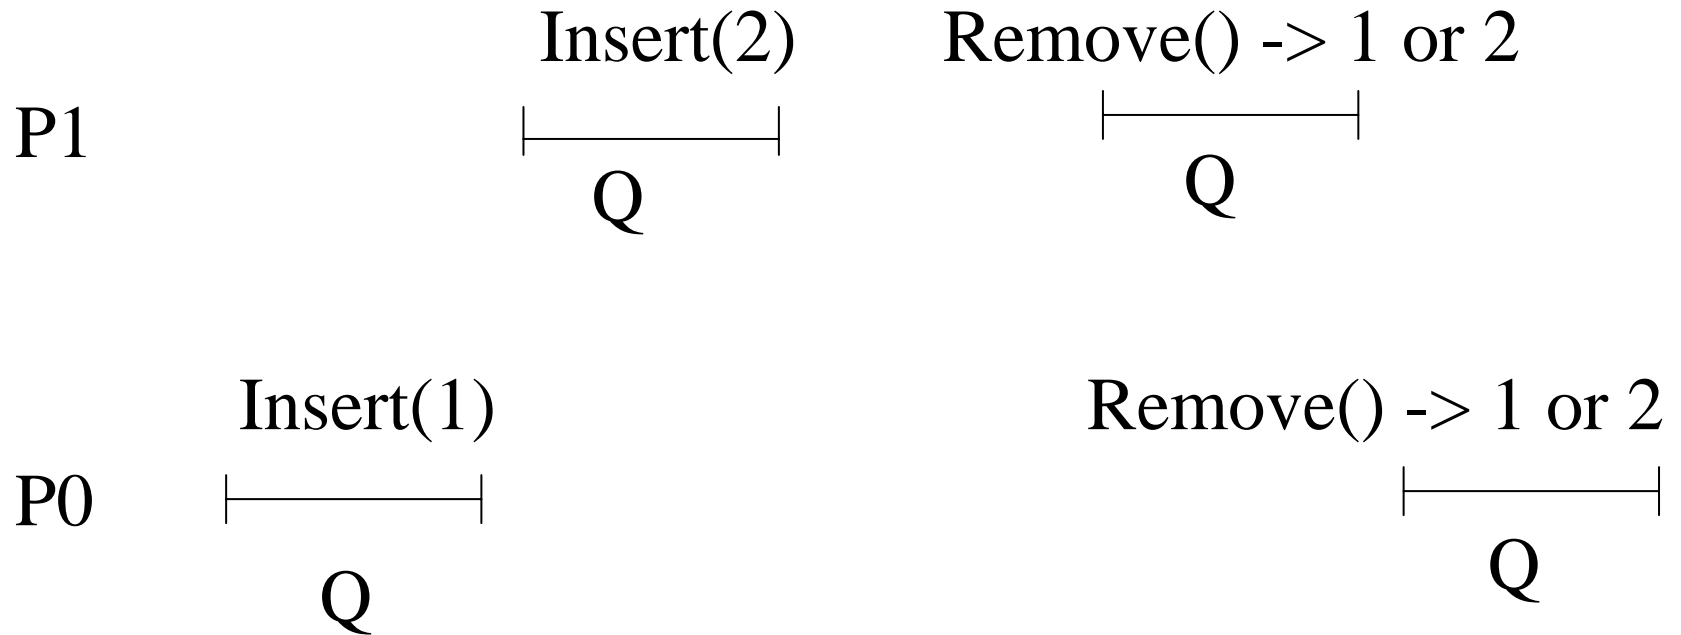 Insert(2) Remove() -> 1 or 2
P1
Q Q
Insert(1) Remove() -> 1 or 2
P0
Q Q